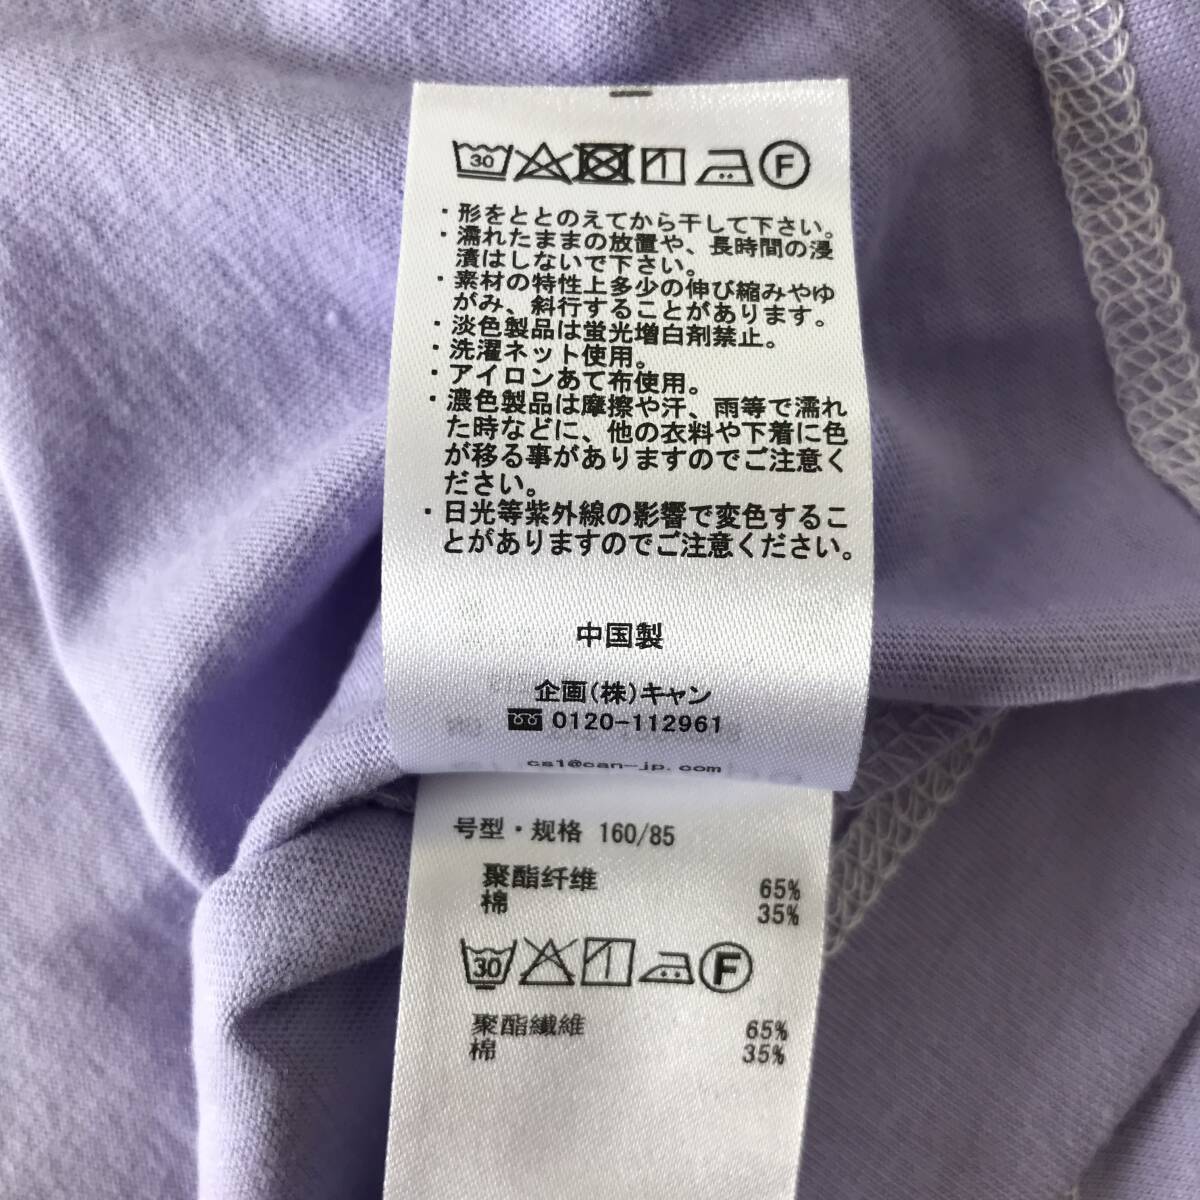 30 F
・形をととのえてから干して下さい。
・濡れたままの放置や、長時間の浸
漬はしないで下さい。
・素材の特性上多少の伸び縮みやゆ
がみ、斜行することがあります。
・淡色製品は蛍光増白剤禁止。
・洗濯ネット使用。
・アイロンあて布使用。
・濃色製品は摩擦や汗、雨等で濡れ
た時などに、他の衣料や下着に色
が移る事がありますのでご注意く
ださい。
・日光等紫外線の影響で変色するこ
とがありますのでご注意ください。
中国製
企画(株)キャン
0120-112961
cs1@can-jp.com
号型・规格 160/85
聚酯纤维 65%
棉 35%
30 F
聚酯纖維 65%
棉 35%